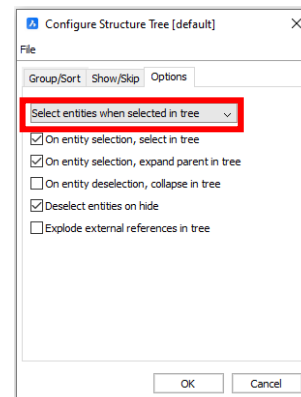 Configure Structure Tree [default]
File
Group/Sort Show/Skip Options
Select entities when selected in tree
On entity selection, select in tree
On entity selection, expand parent in tree
On entity deselection, collapse in tree
Deselect entities on hide
Explode external references in tree
OK Cancel